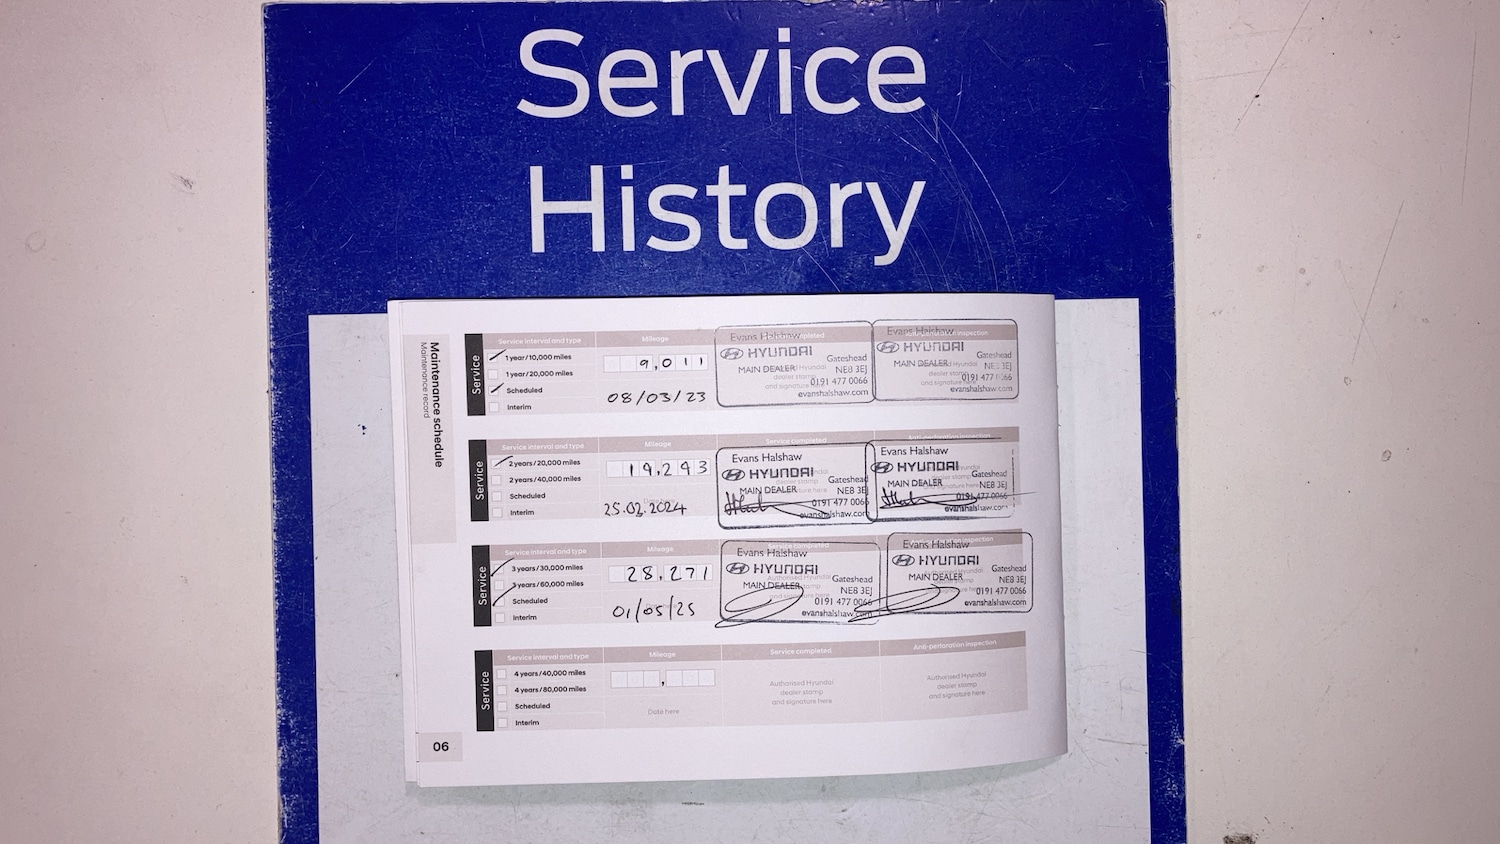 Service
History
Maintenance schedule
Maintenance record
Service
Service interval and type
Mileage
1 year/10,000 miles
1 year/20,000 miles
Scheduled
Interim
9,011
08/03/23
Evans Halshaw
HYUNDAI
MAIN DEALER
Gateshead
NE8 3EJ
0191 477 0066
evanshalshaw.com
Evans Halshaw
HYUNDAI
MAIN DEALER
Gateshead
NE8 3EJ
0191 477 0066
evanshalshaw.com
Service
Service interval and type
Mileage
Service completed
Anti-perforation inspection
2 years/20,000 miles
2 years/40,000 miles
Scheduled
Interim
19,293
25.02.2024
Evans Halshaw
HYUNDAI
MAIN DEALER
Gateshead
NE8 3EJ
0191 477 0066
evanshalshaw.com
Evans Halshaw
HYUNDAI
MAIN DEALER
Gateshead
NE8 3EJ
0191 477 0066
evanshalshaw.com
Service
Service interval and type
Mileage
3 years/30,000 miles
3 years/60,000 miles
Scheduled
Interim
28,271
01/05/25
Evans Halshaw
HYUNDAI
MAIN DEALER
Gateshead
NE8 3EJ
0191 477 0066
evanshalshaw.com
Evans Halshaw
HYUNDAI
MAIN DEALER
Gateshead
NE8 3EJ
0191 477 0066
evanshalshaw.com
Service
Service interval and type
Mileage
Service completed
Anti-perforation inspection
4 years/40,000 miles
4 years/80,000 miles
Scheduled
Interim
Date here
Authorised Hyundai
dealer stamp
and signature here
Authorised Hyundai
dealer stamp
and signature here
06